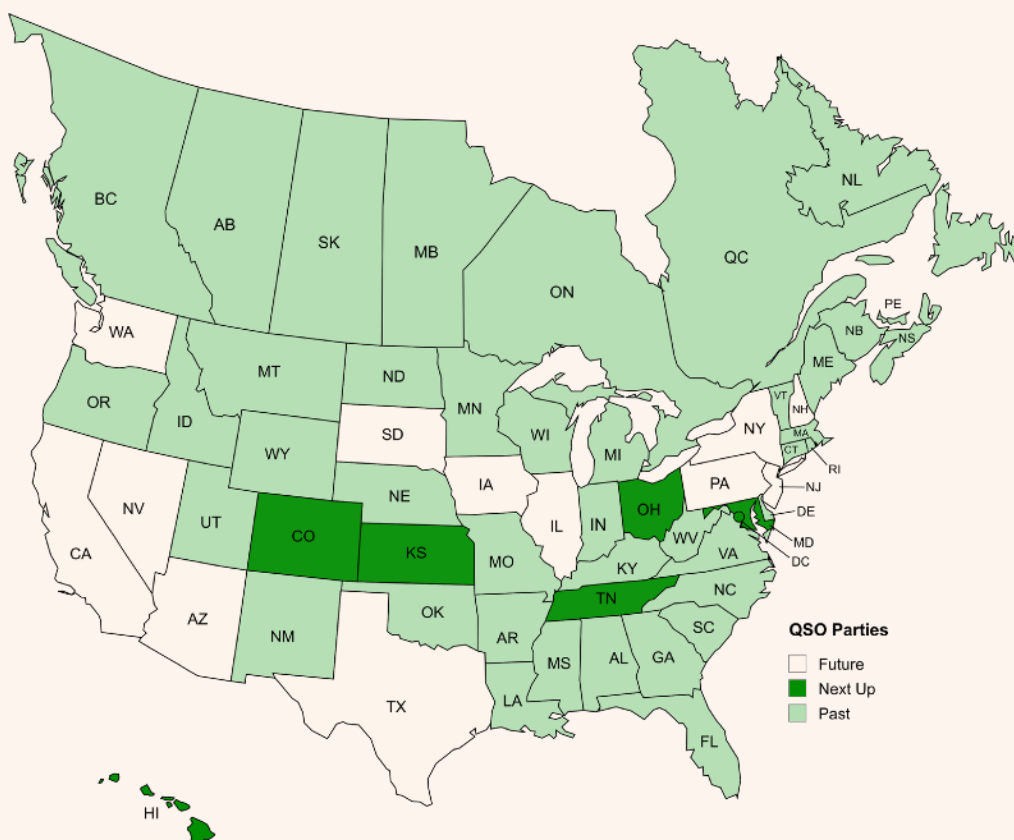 BC
AB
SK
MB
ON
QC
NL
PE
NB
NS
ME
WA
MT
ND
MN
OR
ID
SD
WI
MI
VT
NH
NY
MA
CT
RI
WY
NE
IA
PA
NJ
NV
UT
CO
KS
IL
IN
OH
DE
MD
DC
CA
MO
WV
VA
KY
AZ
NM
OK
TN
NC
AR
SC
MS
AL
GA
TX
LA
FL
HI
QSO Parties
Future
Next Up
Past